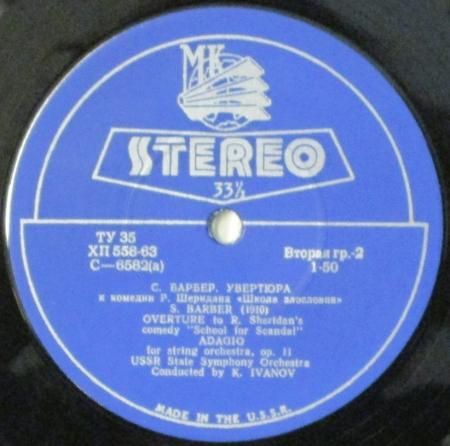 МК
STEREO
33⅓
ТУ 35
ХП 558-63
С—6582(а)
Вторая гр.-2
1-50
С. БАРБЕР. УВЕРТЮРА
к комедии Р. Шеридана «Школа злословия»
S. BARBER (1910)
OVERTURE to R. Sheridan's
comedy "School for Scandal"
ADAGIO
for string orchestra, op. 11
USSR State Symphony Orchestra
Conducted by K. IVANOV
MADE IN THE U.S.S.R.